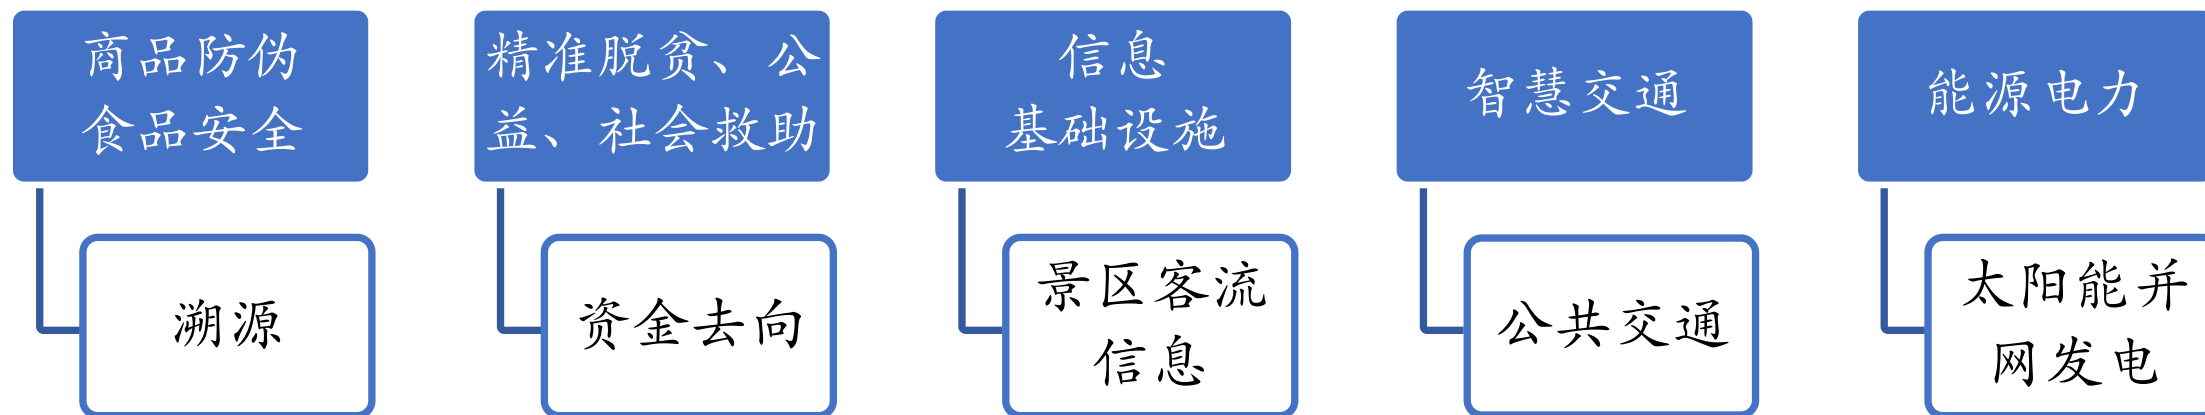 商品防伪
食品安全
溯源
精准脱贫、公
益、社会救助
资金去向
信息
基础设施
景区客流
信息
智慧交通
公共交通
能源电力
太阳能并
网发电